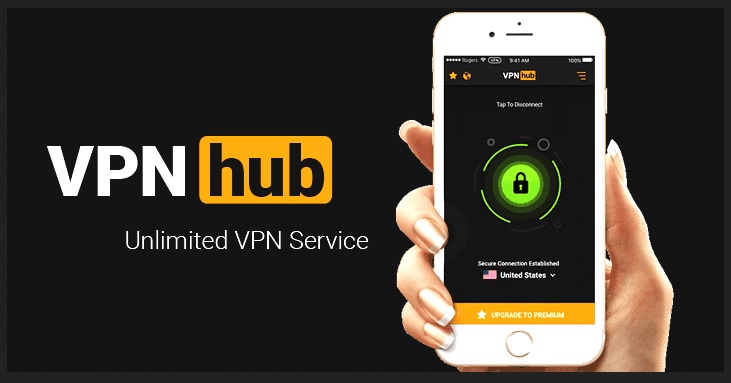 VPN hub
Unlimited VPN Service
Rogers VPN 9:41 AM 100%
VPN hub
Tap To Disconnect
Secure Connection Established
United States
UPGRADE TO PREMIUM